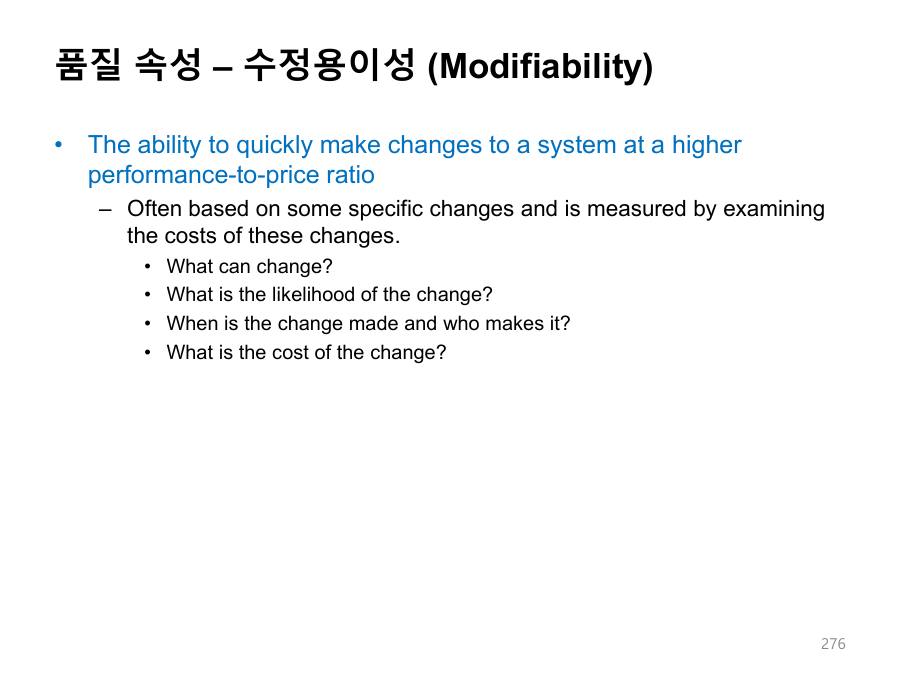 품질 속성 – 수정용이성 (Modifiability)
• The ability to quickly make changes to a system at a higher
performance-to-price ratio
– Often based on some specific changes and is measured by examining
the costs of these changes.
• What can change?
• What is the likelihood of the change?
• When is the change made and who makes it?
• What is the cost of the change?
276